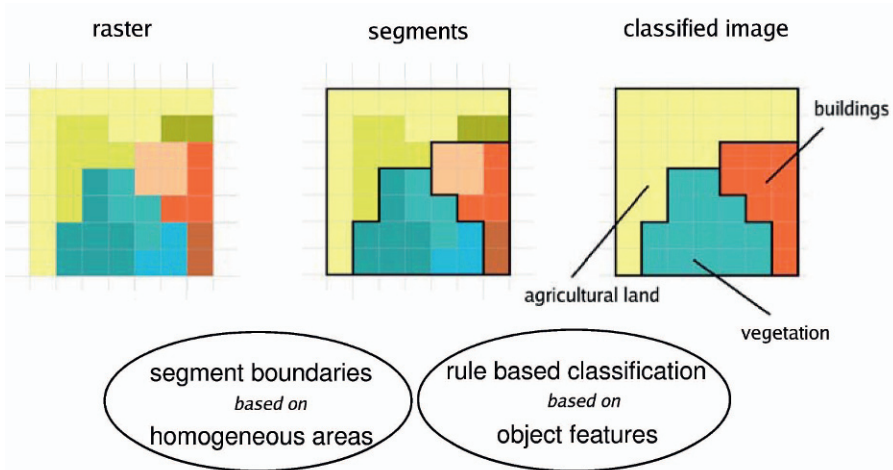 raster
segments
classified image
buildings
agricultural land
vegetation
segment boundaries
based on
homogeneous areas
rule based classification
based on
object features